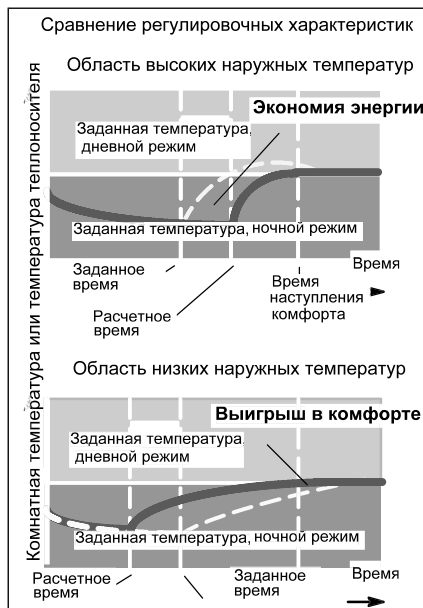 Сравнение регулировочных характеристик
Комнатная температура или температура теплоносителя
Область высоких наружных температур
Экономия энергии
Заданная температура,
дневной режим
Заданная температура, ночной режим
Заданное
время
Расчетное
время
Время
наступления
комфорта
Время
Область низких наружных температур
Выигрыш в комфорте
Заданная температура,
дневной режим
Заданная температура, ночной режим
Расчетное
время
Заданное
время
Время